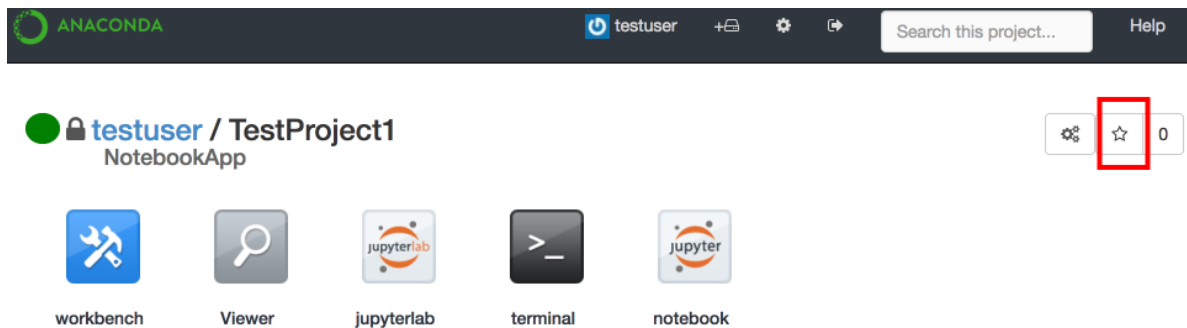 ANACONDA testuser Search this project... Help
testuser / TestProject1
0
NotebookApp
jupyterlab >_ jupyter
workbench Viewer jupyterlab terminal notebook